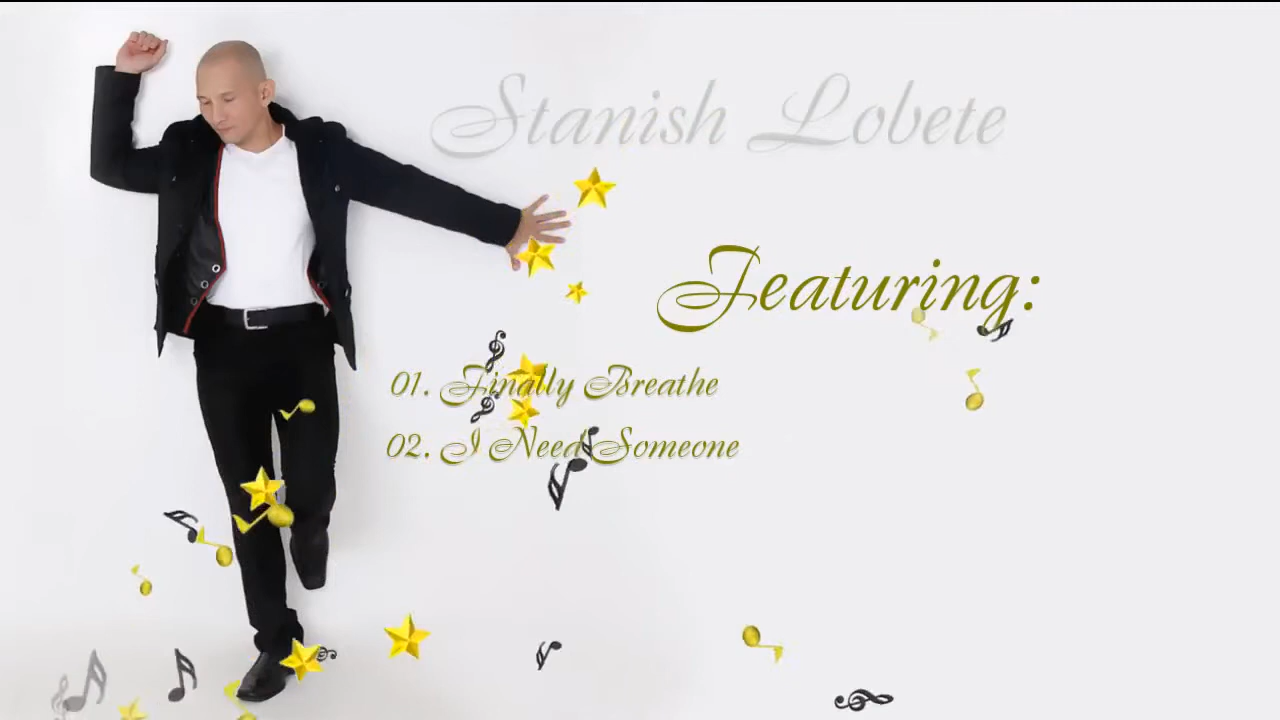 Stanish Lobete
Featuring:
01. Finally Breathe
02. I Need Someone